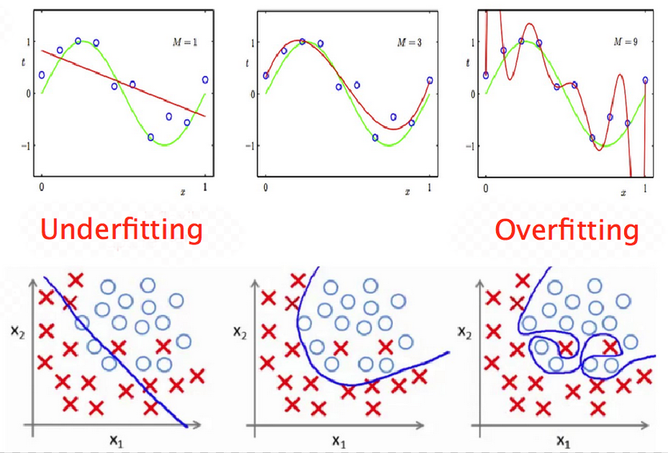 M = 1
1
t
0
−1
0
x
1
M = 3
1
t
0
−1
0
x
1
M = 9
1
t
0
−1
0
x
1
Underfitting
Overfitting
x₂
x₁
x₂
x₁
x₂
x₁